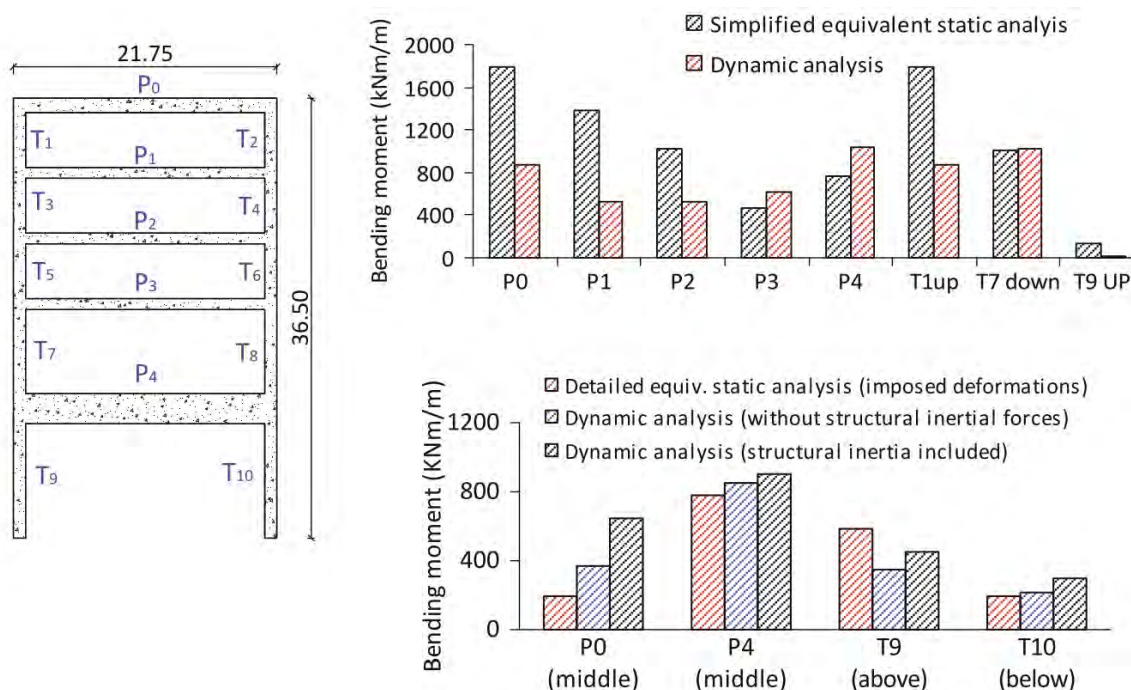 21.75
P0
T1
T2
P1
T3
T4
P2
T5
T6
P3
T7
T8
P4
T9
T10
36.50
Simplified equivalent static analyis
Dynamic analysis
Bending moment (kNm/m)
2000
1600
1200
800
400
0
P0 P1 P2 P3 P4 T1up T7 down T9 UP
Detailed equiv. static analysis (imposed deformations)
Dynamic analysis (without structural inertial forces)
Dynamic analysis (structural inertia included)
Bending moment (KNm/m)
1200
800
400
0
P0 P4 T9 T10
(middle) (middle) (above) (below)